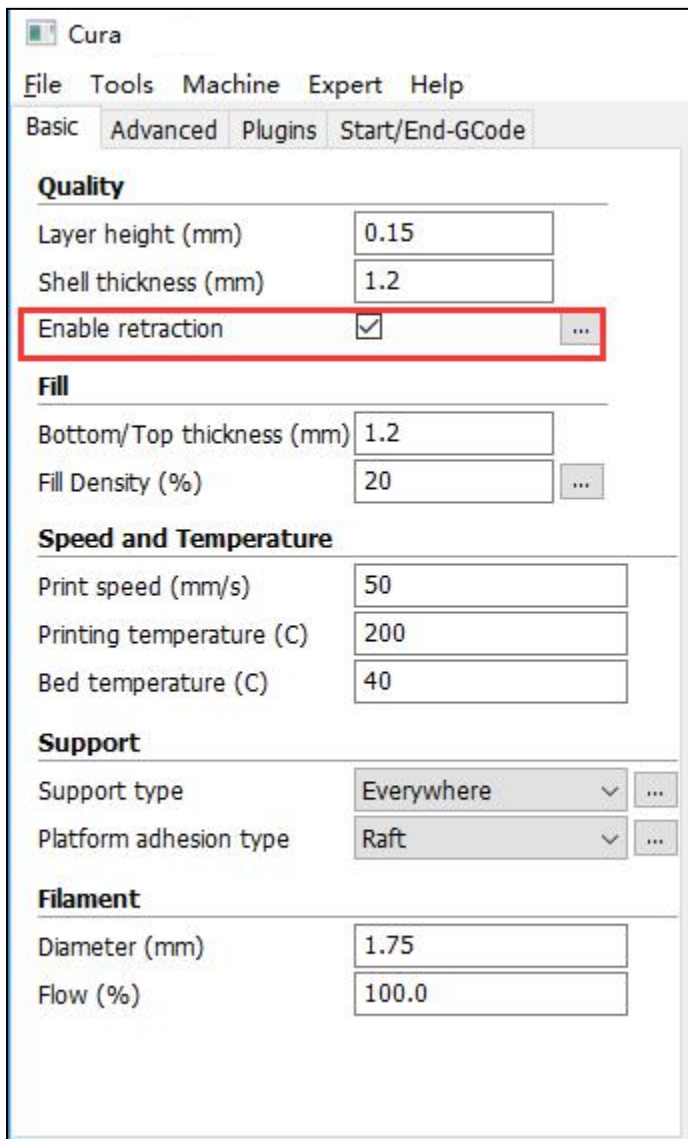 Cura
File Tools Machine Expert Help
Basic Advanced Plugins Start/End-GCode
Quality
Layer height (mm) 0.15
Shell thickness (mm) 1.2
Enable retraction ...
Fill
Bottom/Top thickness (mm) 1.2
Fill Density (%) 20 ...
Speed and Temperature
Print speed (mm/s) 50
Printing temperature (C) 200
Bed temperature (C) 40
Support
Support type Everywhere ...
Platform adhesion type Raft ...
Filament
Diameter (mm) 1.75
Flow (%) 100.0